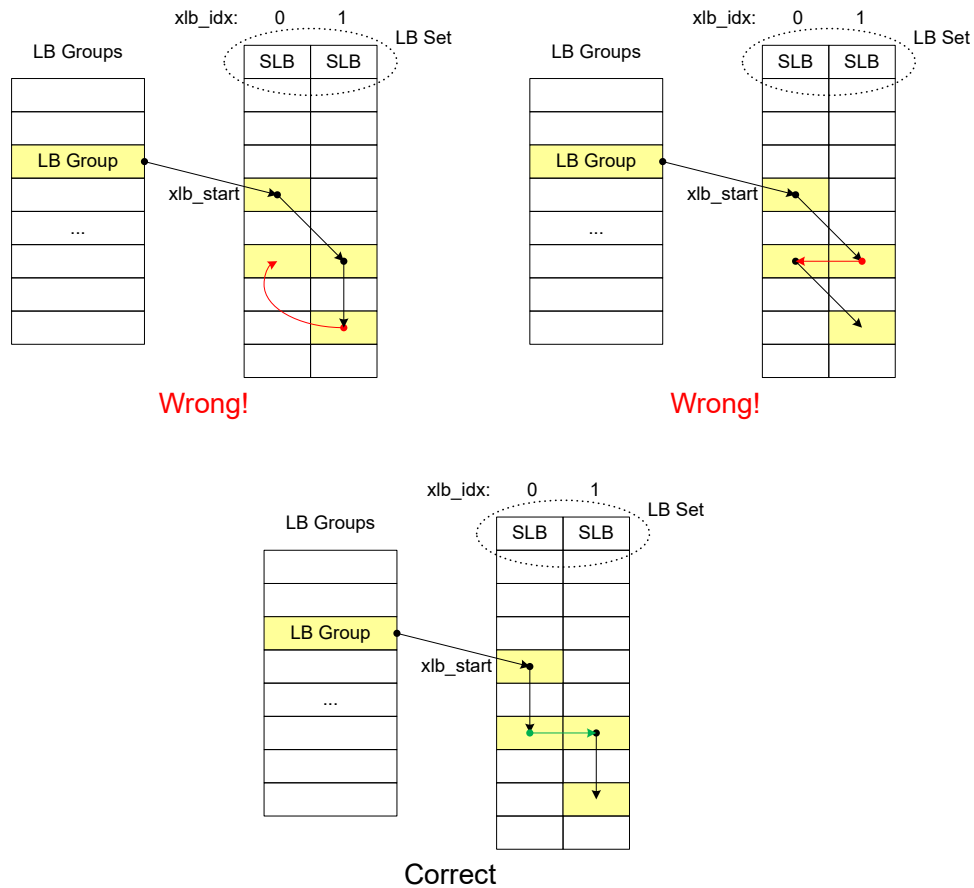 xlb_idx: 0 1
LB Set
LB Groups
SLB SLB
LB Group
xlb_start
...
Wrong!
xlb_idx: 0 1
LB Set
LB Groups
SLB SLB
LB Group
xlb_start
...
Wrong!
xlb_idx: 0 1
LB Set
LB Groups
SLB SLB
LB Group
xlb_start
...
Correct